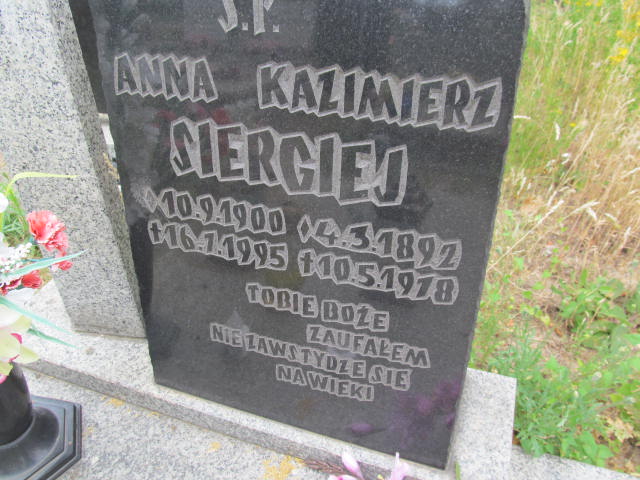 Ś.P.
ANNA KAZIMIERZ
SIERGIEJ
10.9.1900 4.3.1892
†16.1.1995 †10.5.1978
TOBIE BOŻE
ZAUFAŁEM
NIE ZAWSTYDZĘ SIĘ
NA WIEKI